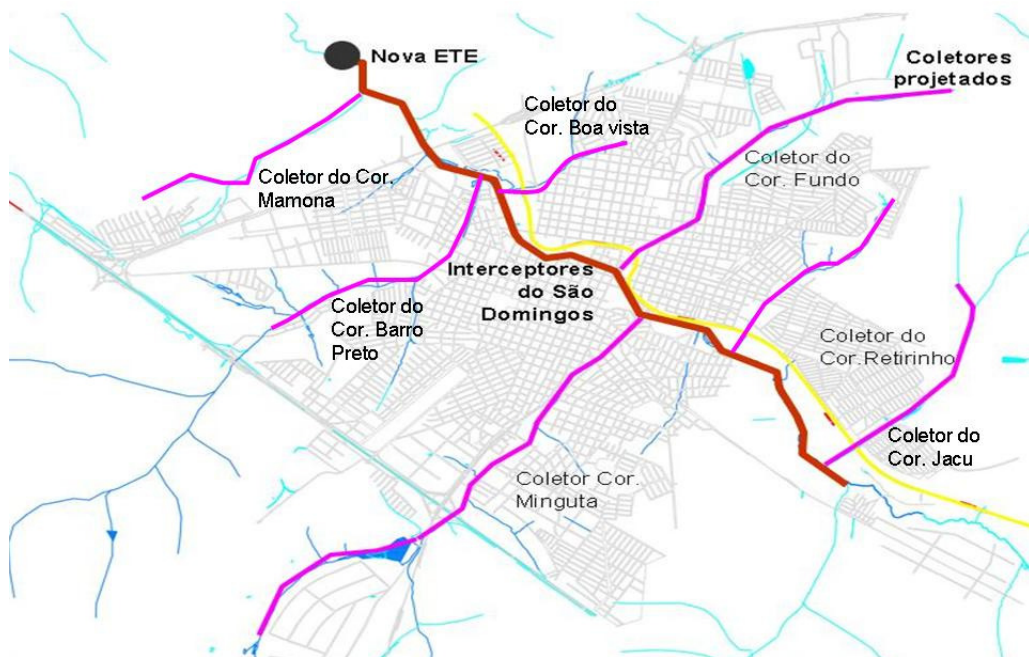 Nova ETE
Coletores
projetados
Coletor do
Cor. Boa vista
Coletor do
Cor. Fundo
Coletor do Cor.
Mamona
Interceptores
do São
Domingos
Coletor do
Cor. Barro
Preto
Coletor do
Cor.Retirinho
Coletor do
Cor. Jacu
Coletor Cor.
Minguta